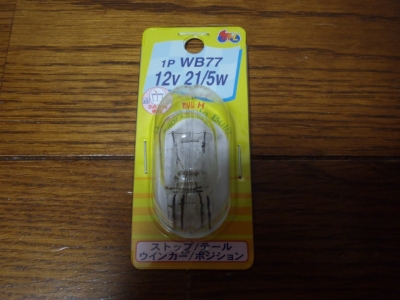 1P WB77
12v 21/5w
ストップ/テール
ウインカー/ポジション